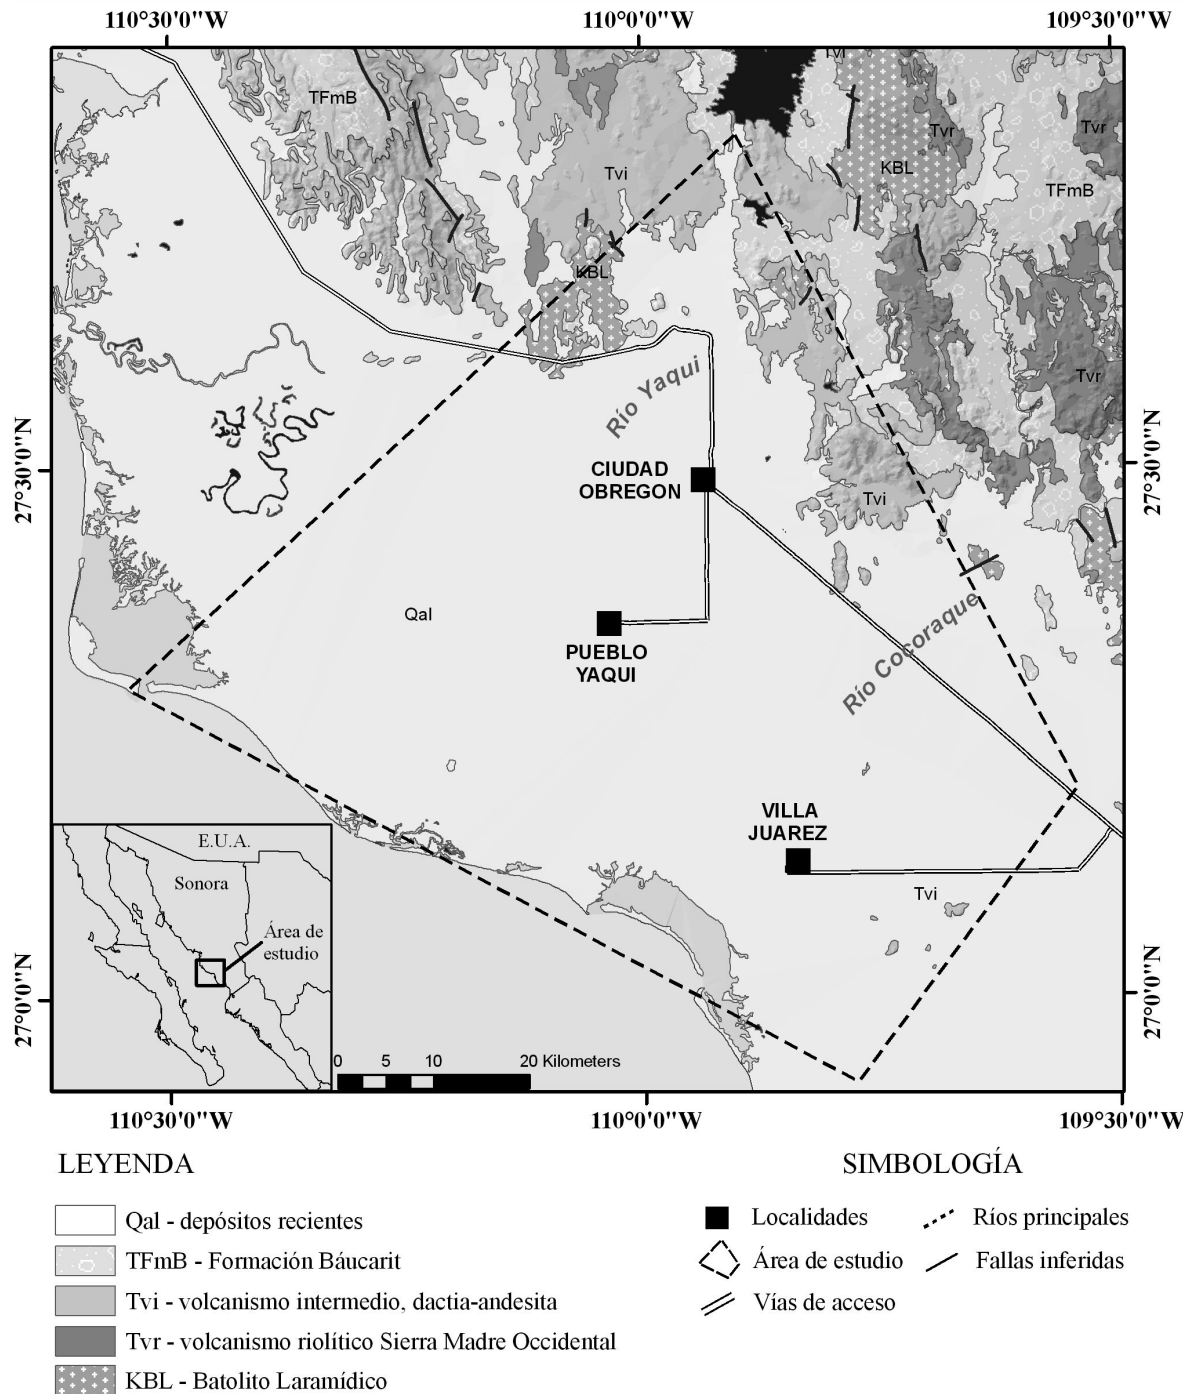 110°30'0"W
110°0'0"W
109°30'0"W
Tvi
TFmB
Tvr
Tvr
KBL
Tvi
TFmB
KBL
Río Yaqui
Tvr
27°30'0"N
CIUDAD
OBREGON
27°30'0"N
Tvi
Qal
PUEBLO
YAQUI
Río Cocoraque
VILLA
JUAREZ
Tvi
E.U.A.
Sonora
Área de
estudio
27°0'0"N
27°0'0"N
0 5 10 20 Kilometers
110°30'0"W
110°0'0"W
109°30'0"W
LEYENDA
Qal - depósitos recientes
TFmB - Formación Báucarit
Tvi - volcanismo intermedio, dactia-andesita
Tvr - volcanismo riolítico Sierra Madre Occidental
KBL - Batolito Laramídico
SIMBOLOGÍA
Localidades
Ríos principales
Área de estudio
Fallas inferidas
Vías de acceso